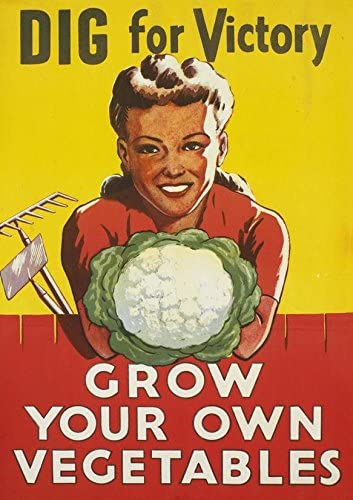 DIG for Victory
GROW
YOUR OWN
VEGETABLES